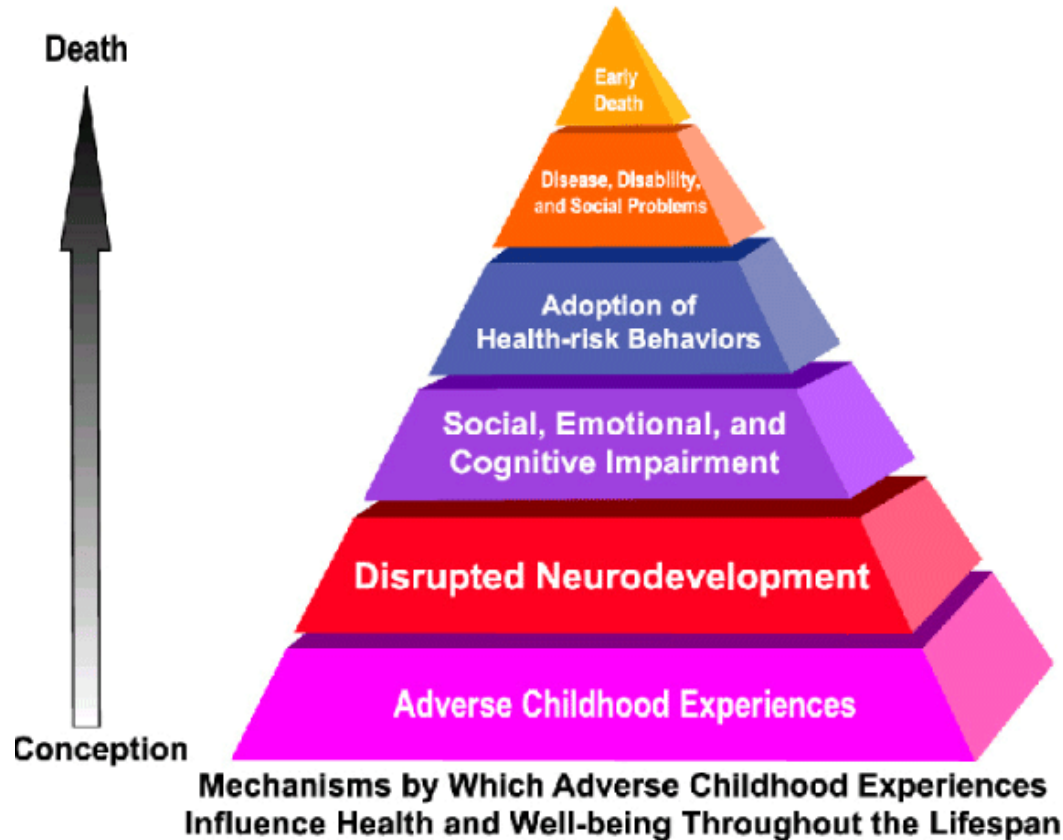 Death
Early
Death
Disease, Disability,
and Social Problems
Adoption of
Health-risk Behaviors
Social, Emotional, and
Cognitive Impairment
Disrupted Neurodevelopment
Adverse Childhood Experiences
Conception
Mechanisms by Which Adverse Childhood Experiences
Influence Health and Well-being Throughout the Lifespan